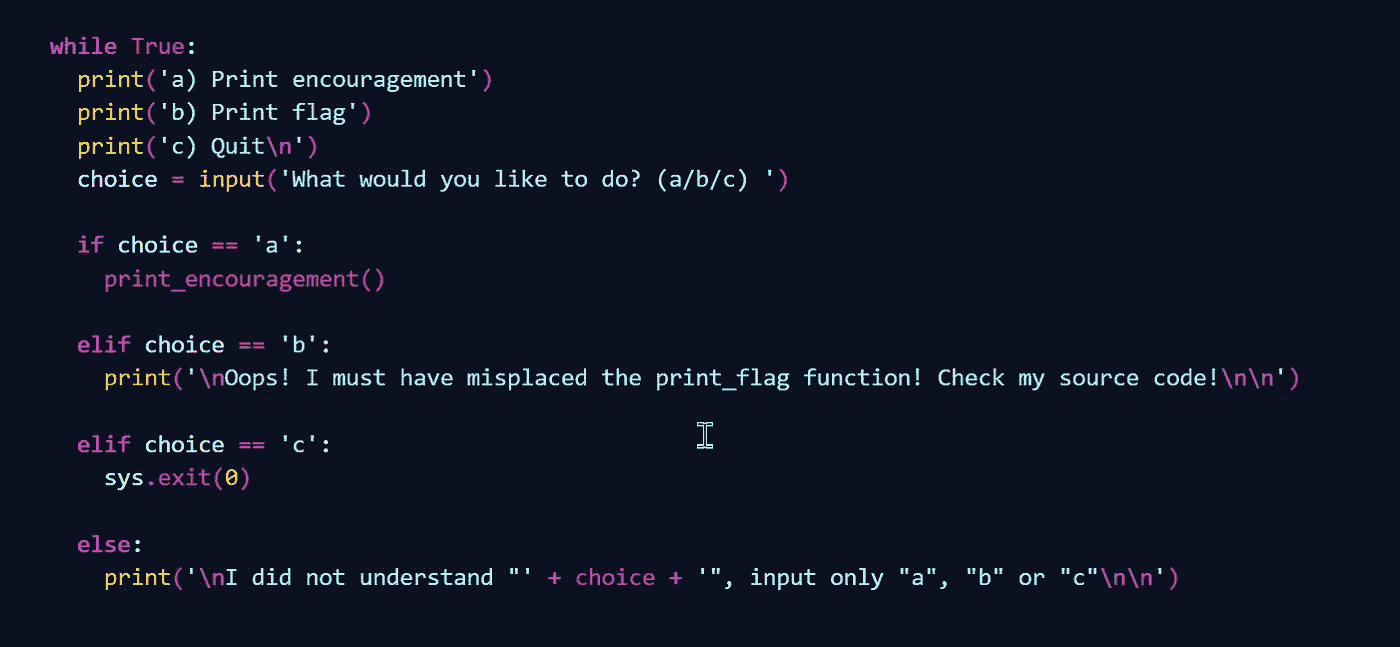 while True:
  print('a) Print encouragement')
  print('b) Print flag')
  print('c) Quit\n')
  choice = input('What would you like to do? (a/b/c) ')
  if choice == 'a':
    print_encouragement()
  elif choice == 'b':
    print('\nOops! I must have misplaced the print_flag function! Check my source code!\n\n')
  elif choice == 'c':
    sys.exit(0)
  else:
    print('\nI did not understand "' + choice + '", input only "a", "b" or "c"\n\n')